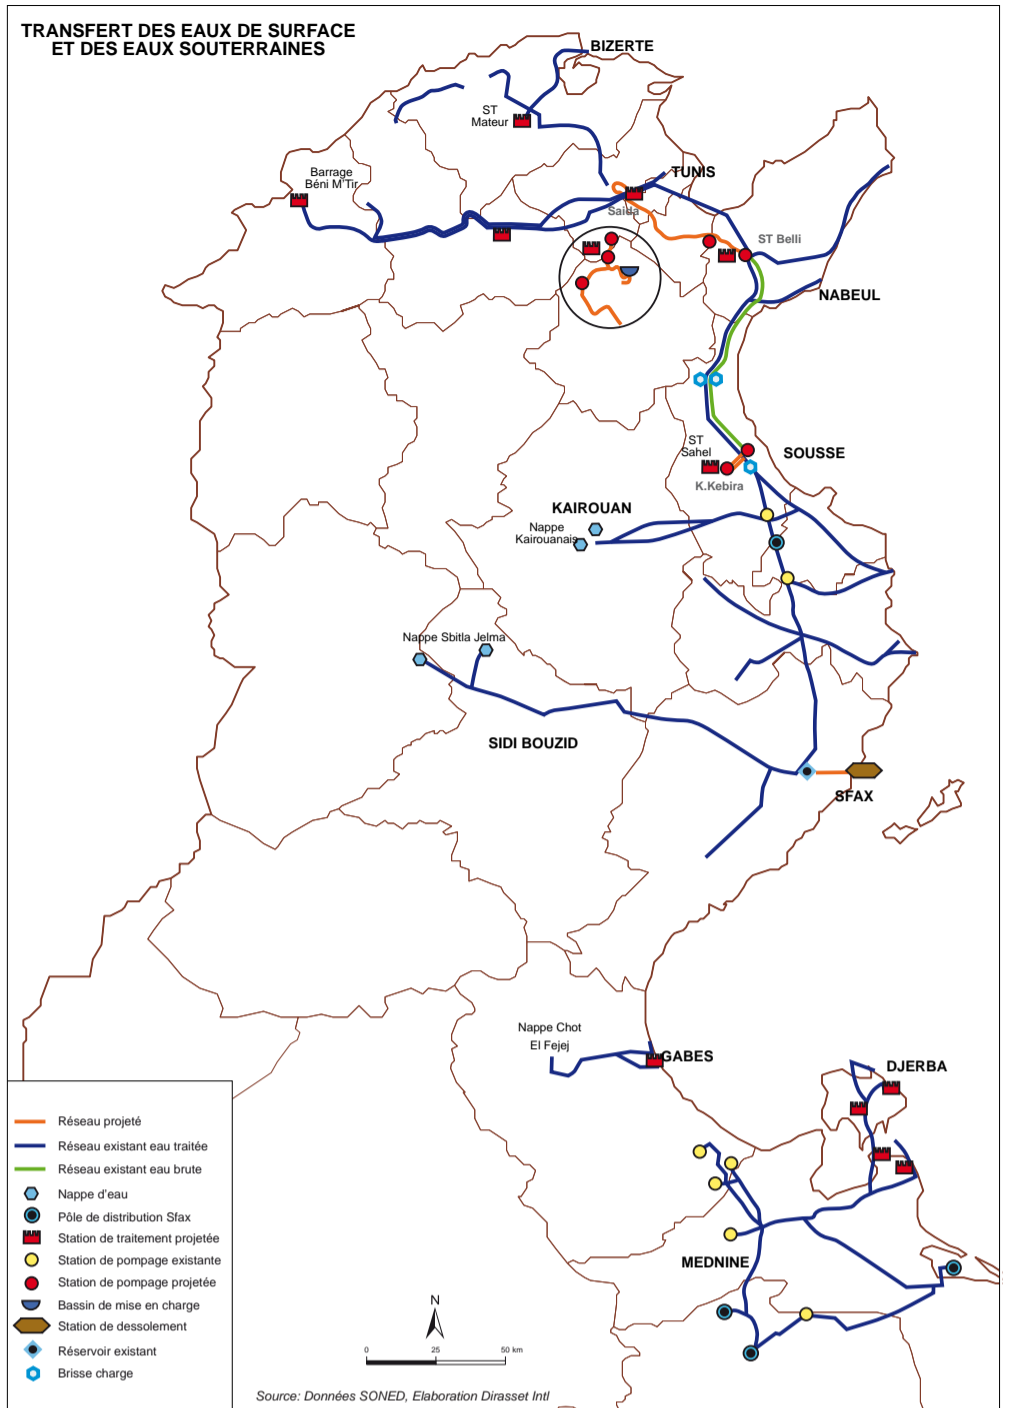 TRANSFERT DES EAUX DE SURFACE
ET DES EAUX SOUTERRAINES
BIZERTE
ST
Mateur
Barrage
Béni M'Tir
TUNIS
Saida
ST Belli
NABEUL
ST
Sahel
SOUSSE
K.Kebira
KAIROUAN
Nappe
Kairouanais
Nappe Sbitla Jelma
SIDI BOUZID
SFAX
Nappe Chot
El Fejej
GABES
DJERBA
MEDNINE
Réseau projeté
Réseau existant eau traitée
Réseau existant eau brute
Nappe d'eau
Pôle de distribution Sfax
Station de traitement projetée
Station de pompage existante
Station de pompage projetée
Bassin de mise en charge
Station de dessolement
Réservoir existant
Brisse charge
N
0 25 50 km
Source: Données SONED, Elaboration Dirasset Intl